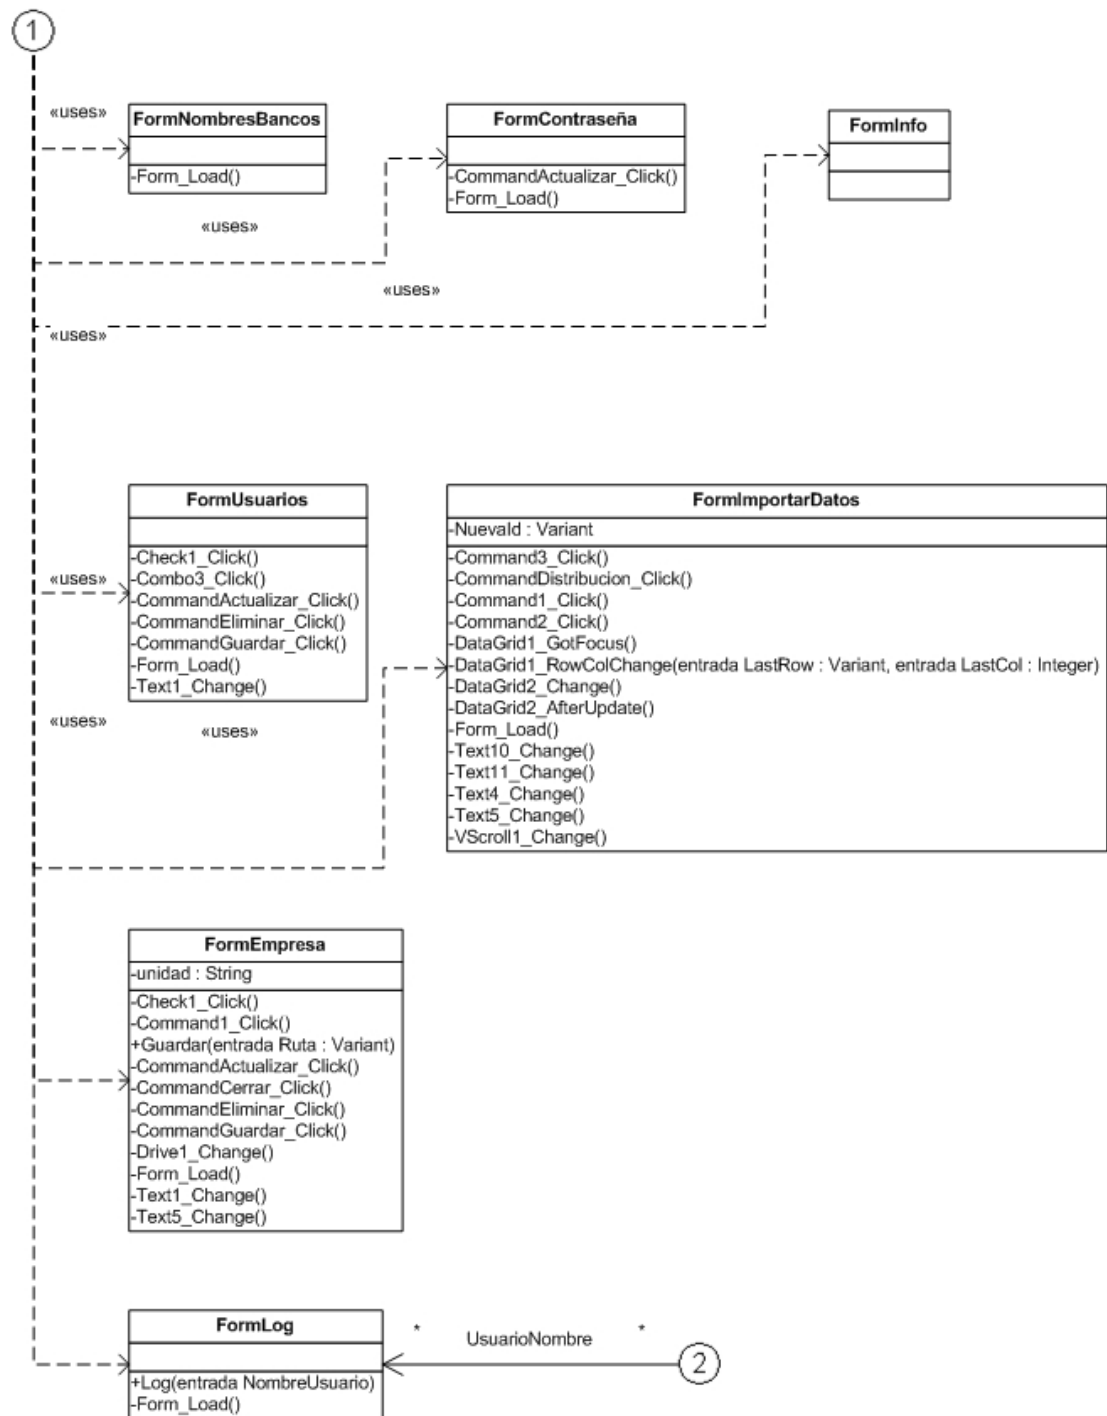 1
«uses»
FormNombresBancos
-Form_Load()
FormContraseña
-CommandActualizar_Click()
-Form_Load()
FormInfo
«uses»
«uses»
«uses»
FormUsuarios
-Check1_Click()
-Combo3_Click()
-CommandActualizar_Click()
-CommandEliminar_Click()
-CommandGuardar_Click()
-Form_Load()
-Text1_Change()
«uses»
FormImportarDatos
-NuevaId : Variant
-Command3_Click()
-CommandDistribucion_Click()
-Command1_Click()
-Command2_Click()
-DataGrid1_GotFocus()
-DataGrid1_RowColChange(entrada LastRow : Variant, entrada LastCol : Integer)
-DataGrid2_Change()
-DataGrid2_AfterUpdate()
-Form_Load()
-Text10_Change()
-Text11_Change()
-Text4_Change()
-Text5_Change()
-VScroll1_Change()
«uses»
«uses»
FormEmpresa
-unidad : String
-Check1_Click()
-Command1_Click()
+Guardar(entrada Ruta : Variant)
-CommandActualizar_Click()
-CommandCerrar_Click()
-CommandEliminar_Click()
-CommandGuardar_Click()
-Drive1_Change()
-Form_Load()
-Text1_Change()
-Text5_Change()
FormLog
+Log(entrada NombreUsuario)
-Form_Load()
* UsuarioNombre *
2